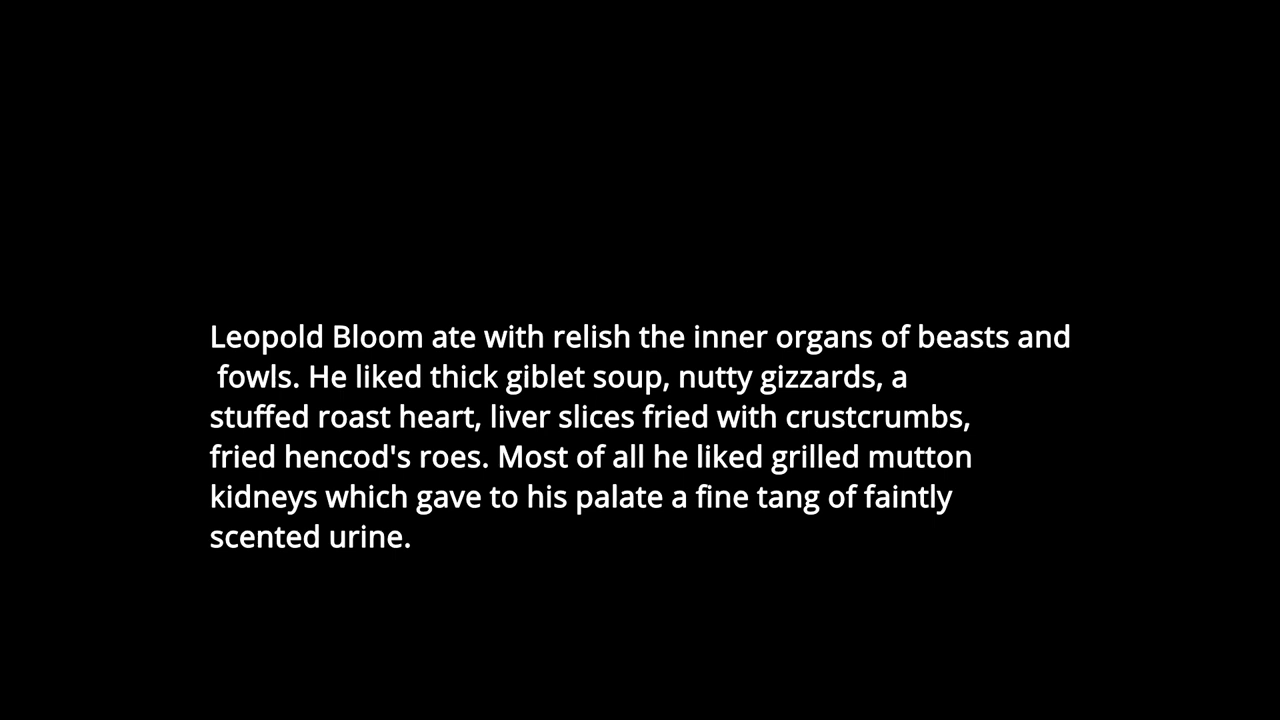 Leopold Bloom ate with relish the inner organs of beasts and
fowls. He liked thick giblet soup, nutty gizzards, a
stuffed roast heart, liver slices fried with crustcrumbs,
fried hencod's roes. Most of all he liked grilled mutton
kidneys which gave to his palate a fine tang of faintly
scented urine.